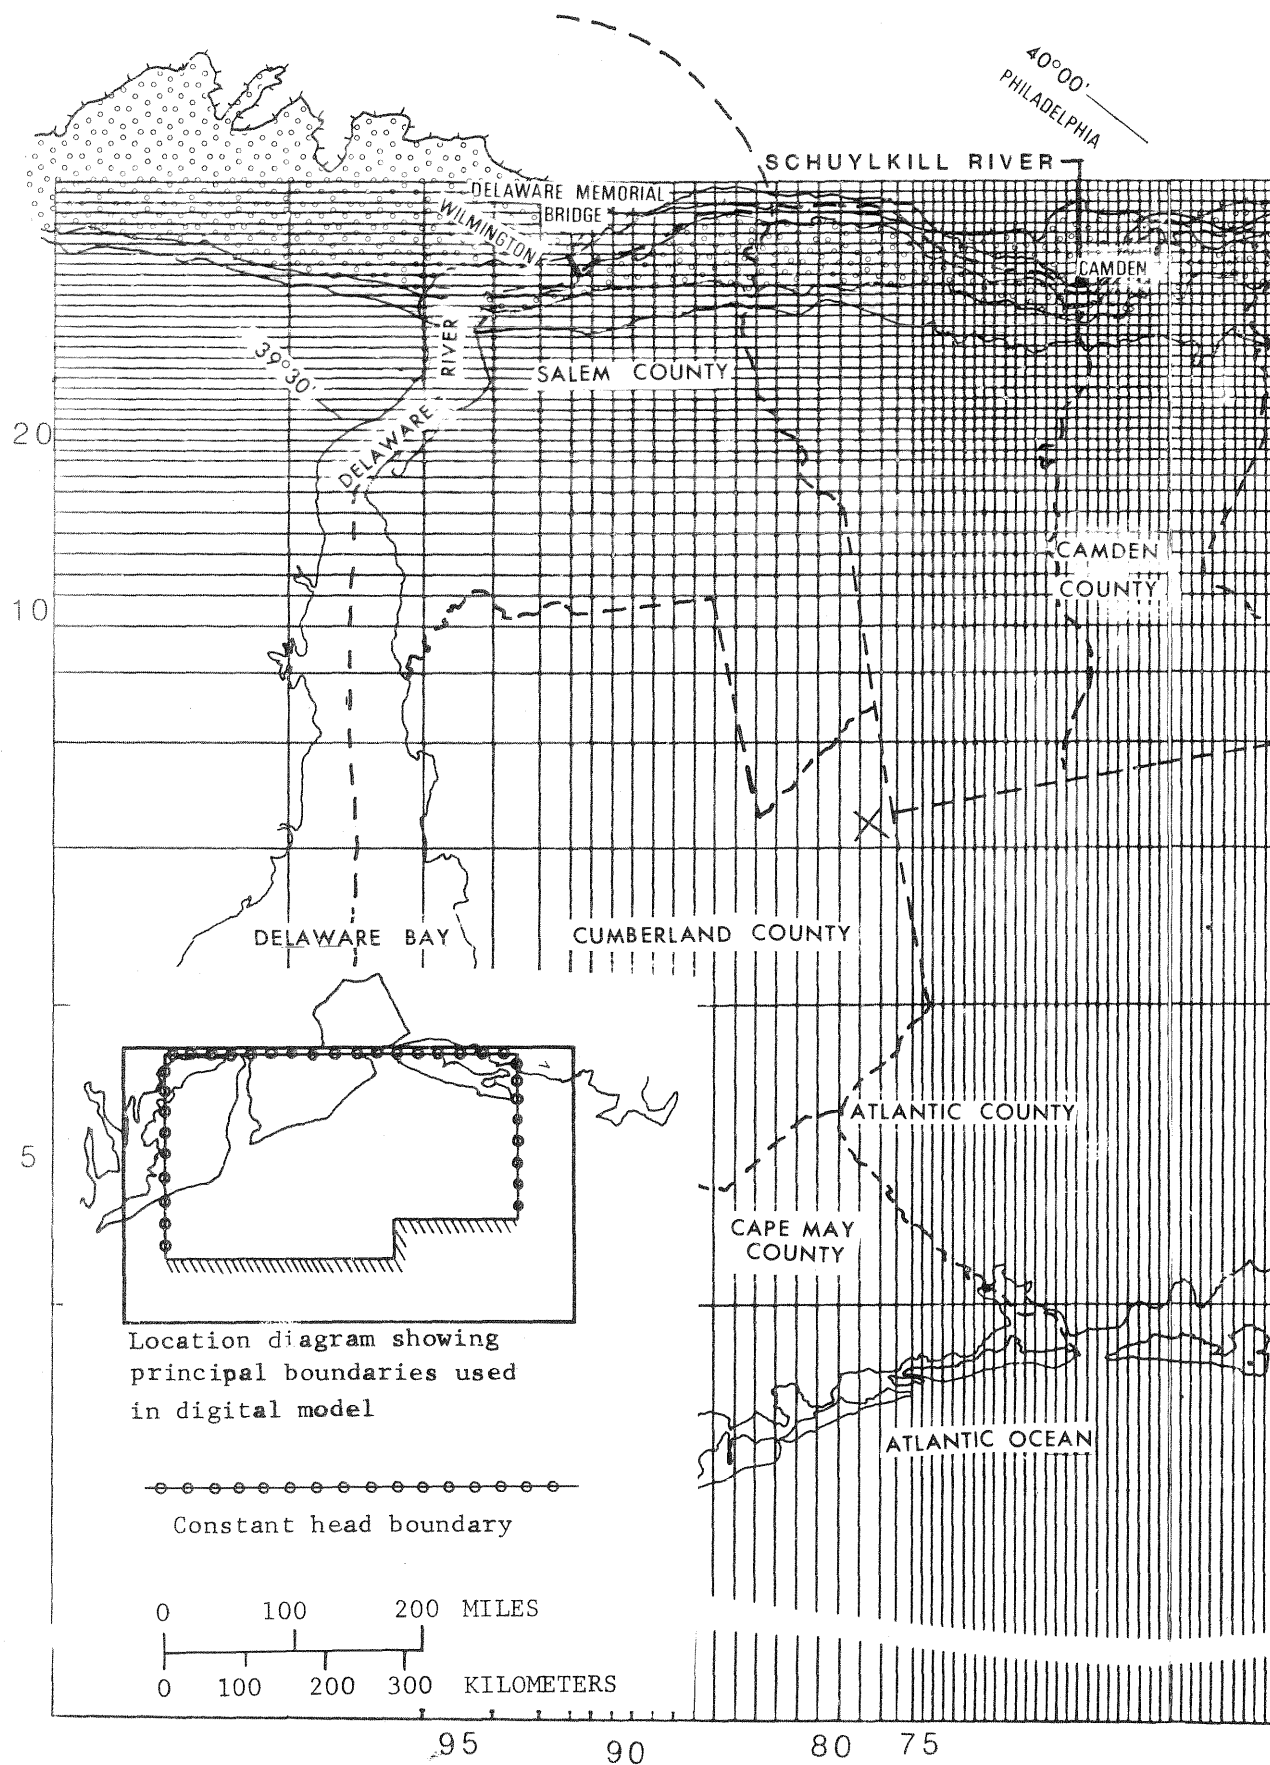 40°00'
PHILADELPHIA
SCHUYLKILL RIVER
DELAWARE MEMORIAL
BRIDGE
WILMINGTON
CAMDEN
39°30'
RIVER
SALEM COUNTY
20
DELAWARE
CAMDEN
COUNTY
10
DELAWARE BAY
CUMBERLAND COUNTY
ATLANTIC COUNTY
5
CAPE MAY
COUNTY
Location diagram showing
principal boundaries used
in digital model
ATLANTIC OCEAN
Constant head boundary
0 100 200 MILES
0 100 200 300 KILOMETERS
95 90 80 75